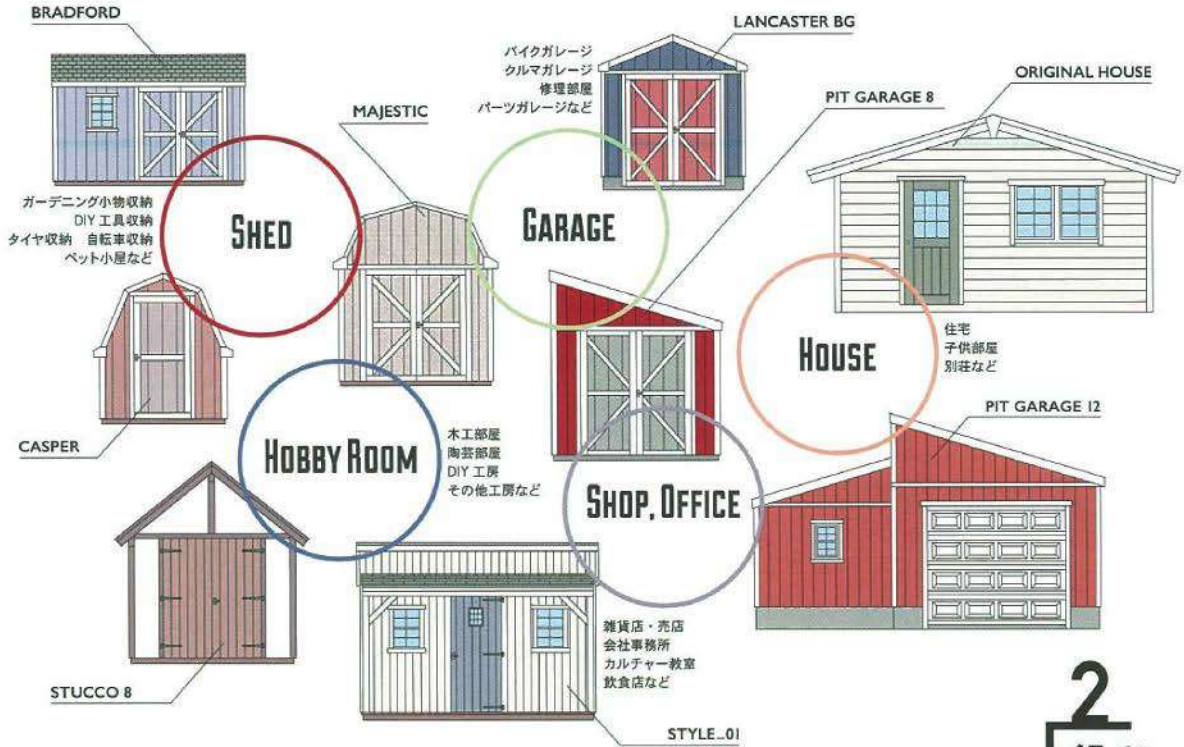 BRADFORD
LANCASTER BG
バイクガレージ
クルマガレージ
修理部屋
パーツガレージなど
ORIGINAL HOUSE
PIT GARAGE 8
MAJESTIC
ガーデニング小物収納
DIY 工具収納
タイヤ収納 自転車収納
ペット小屋など
SHED
GARAGE
HOUSE
住宅
子供部屋
別荘など
PIT GARAGE 12
CASPER
HOBBY ROOM
木工部屋
陶芸部屋
DIY 工房
その他工房など
SHOP, OFFICE
雑貨店・売店
会社事務所
カルチャー教室
飲食店など
STUCCO 8
STYLE_01
2